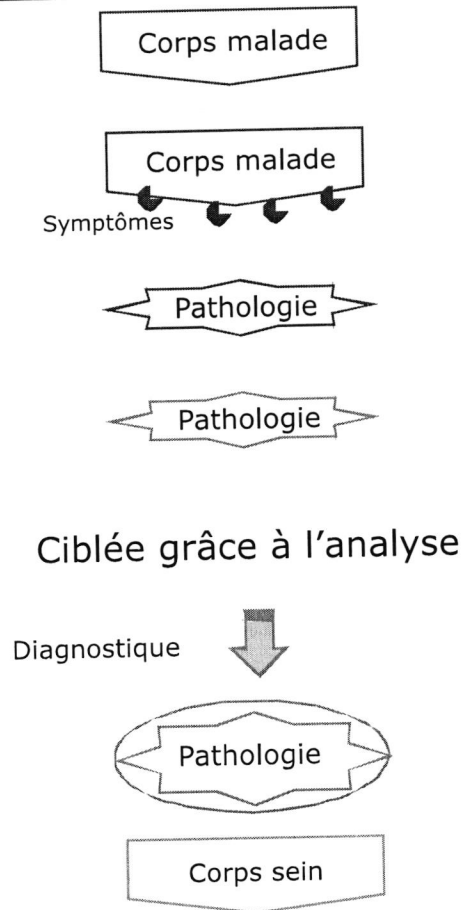 Corps malade
Corps malade
Symptômes
Pathologie
Pathologie
Ciblée grâce à l'analyse
Diagnostique
Pathologie
Corps sein